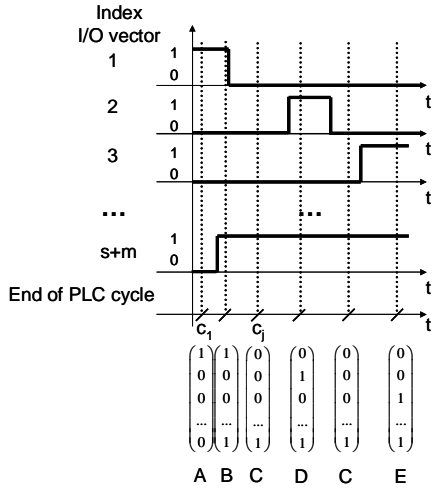 Index
I/O vector
1 1
0
t
2 1
0
t
3 1
0
t
... ...
s+m 1
0
t
End of PLC cycle
t
c1 cj
1 1 0 0 0 0
0 0 0 1 0 0
0 0 0 0 0 1
... ... ... ... ... ...
0 1 1 1 1 1
A B C D C E